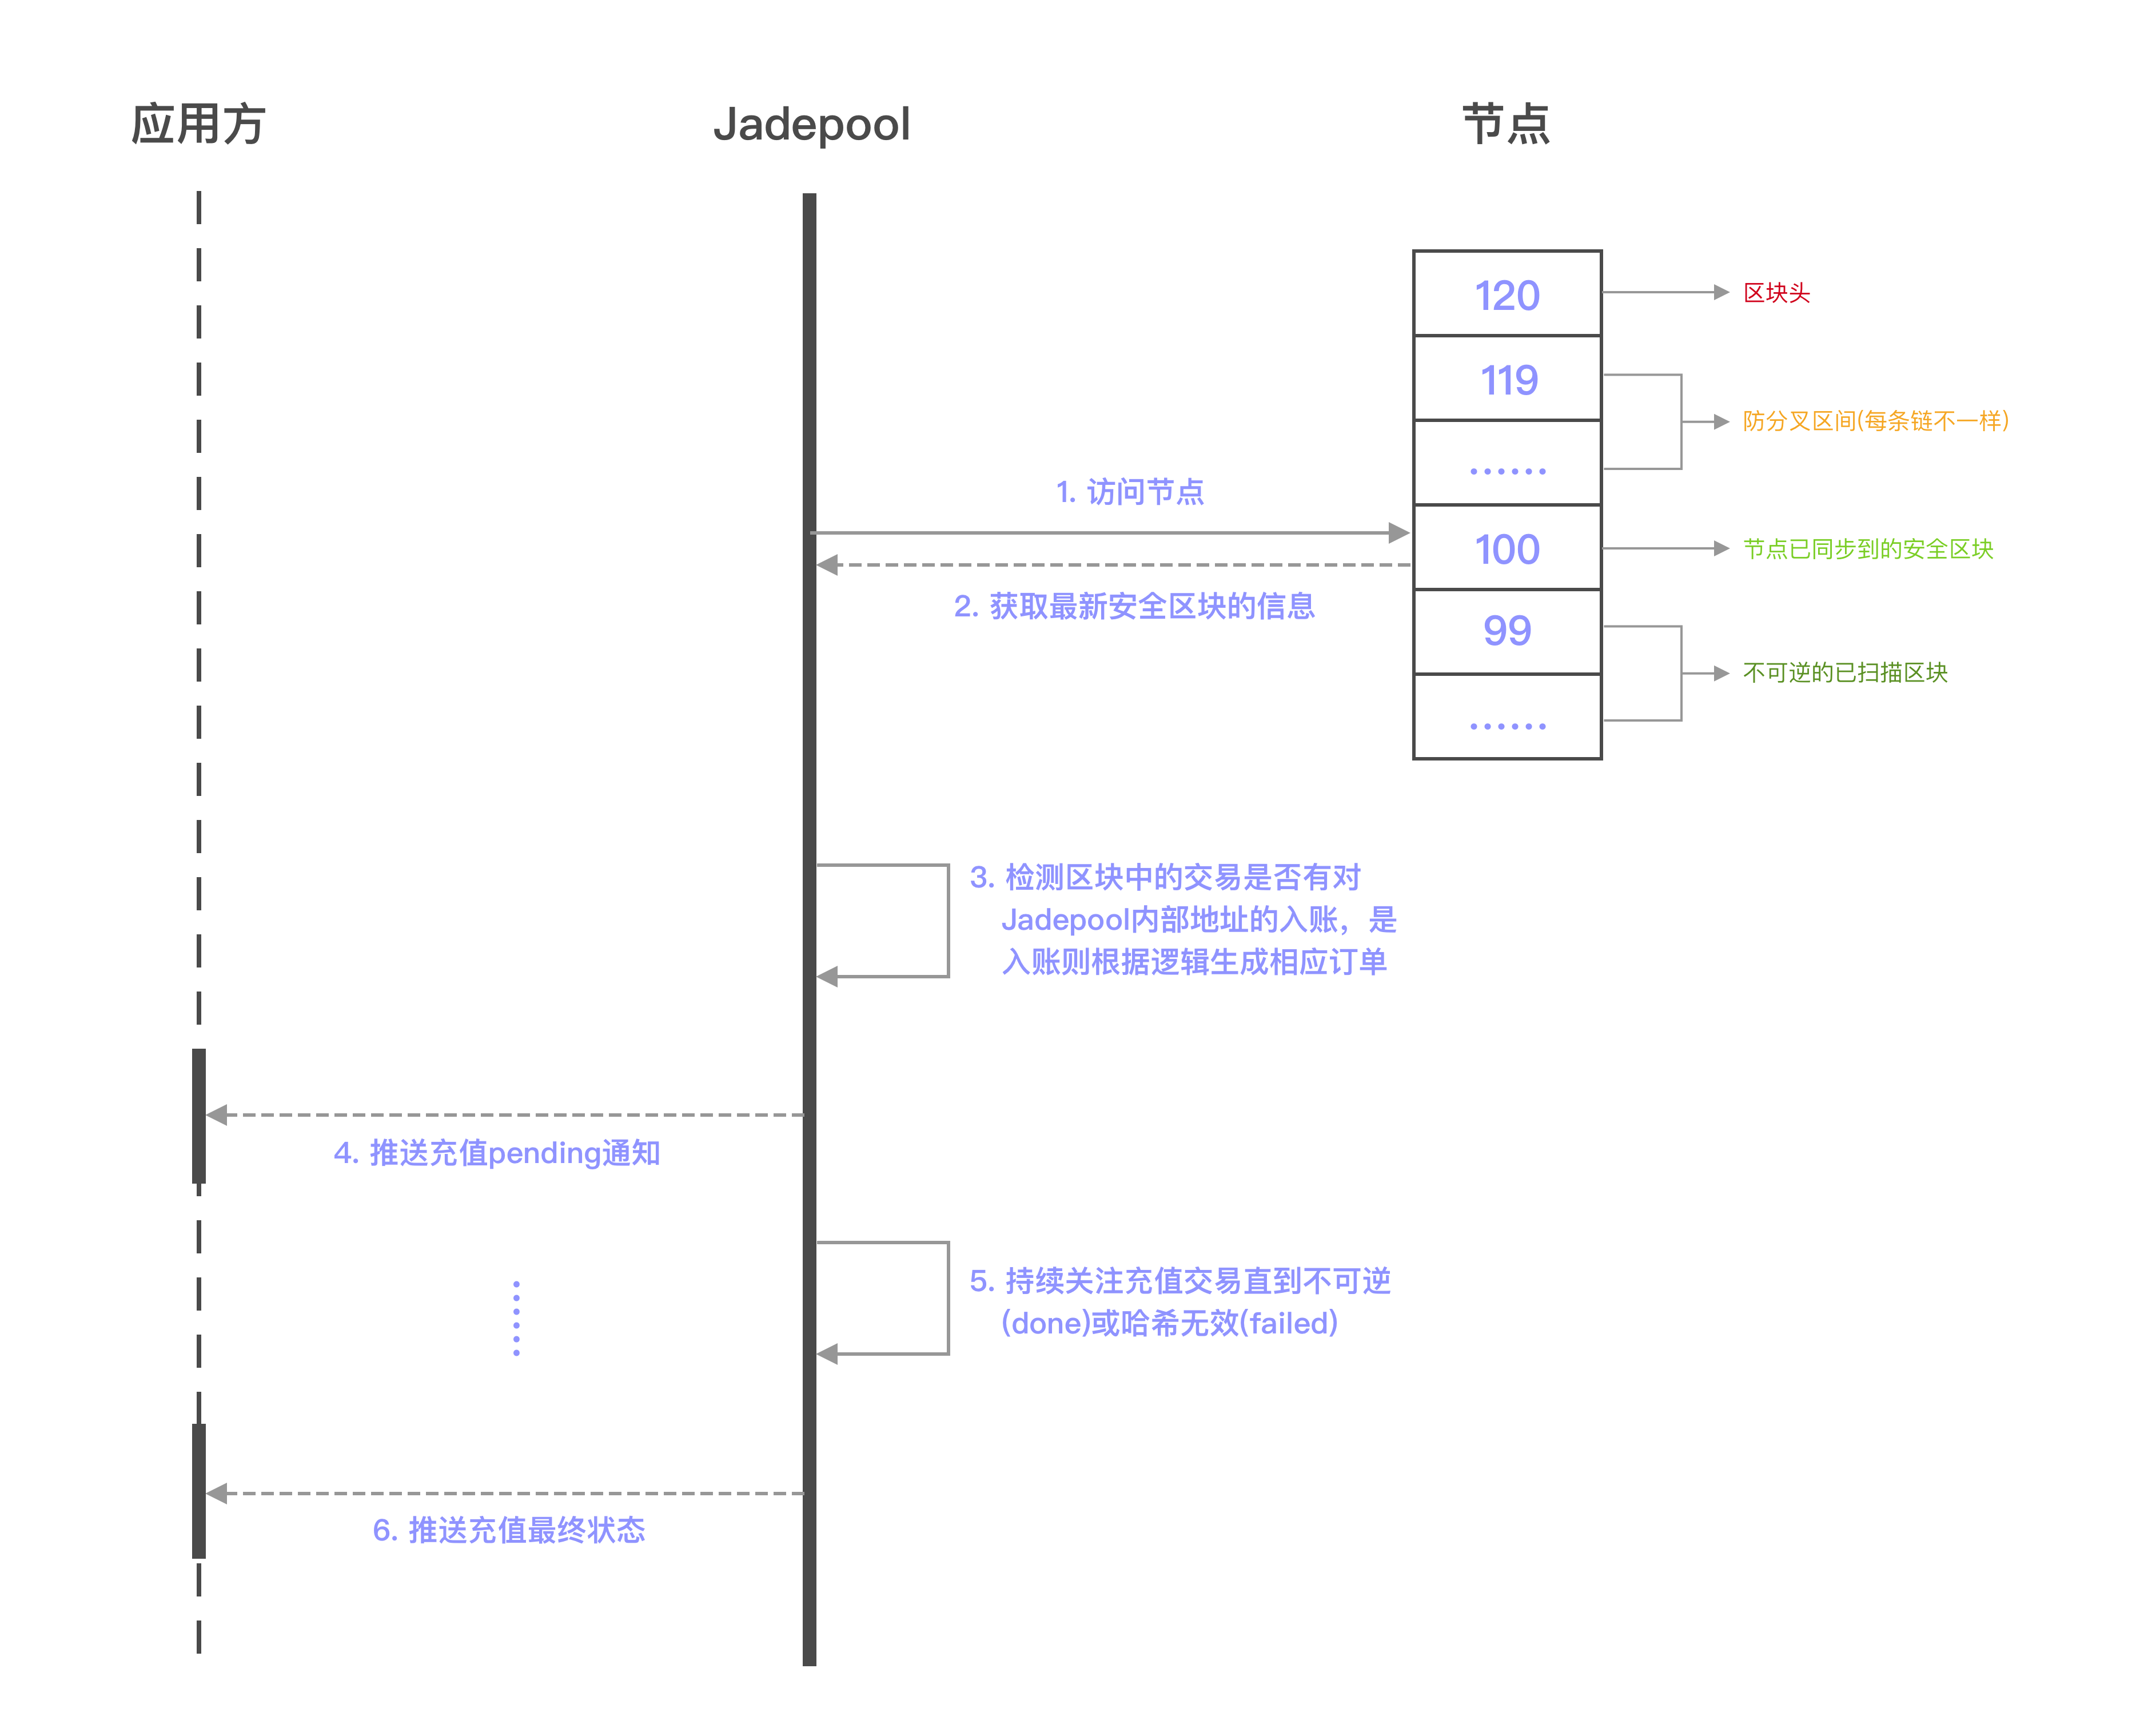 应用方
Jadepool
节点
120
区块头
119
防分叉区间(每条链不一样)
......
1. 访问节点
100
节点已同步到的安全区块
2. 获取最新安全区块的信息
99
不可逆的已扫描区块
......
3. 检测区块中的交易是否有对
Jadepool内部地址的入账，是
入账则根据逻辑生成相应订单
4. 推送充值pending通知
5. 持续关注充值交易直到不可逆
(done)或哈希无效(failed)
6. 推送充值最终状态